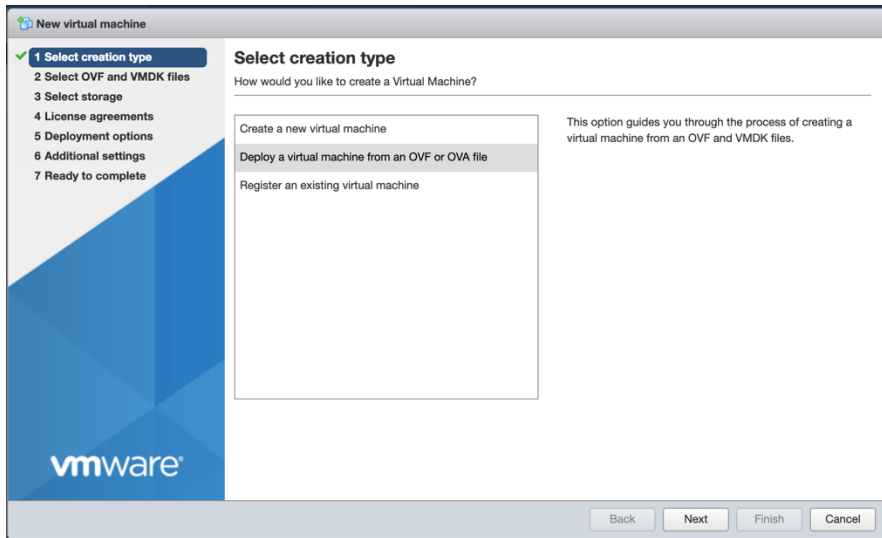 New virtual machine
1 Select creation type
2 Select OVF and VMDK files
3 Select storage
4 License agreements
5 Deployment options
6 Additional settings
7 Ready to complete
vmware®
Select creation type
How would you like to create a Virtual Machine?
Create a new virtual machine
Deploy a virtual machine from an OVF or OVA file
Register an existing virtual machine
This option guides you through the process of creating a
virtual machine from an OVF and VMDK files.
Back Next Finish Cancel